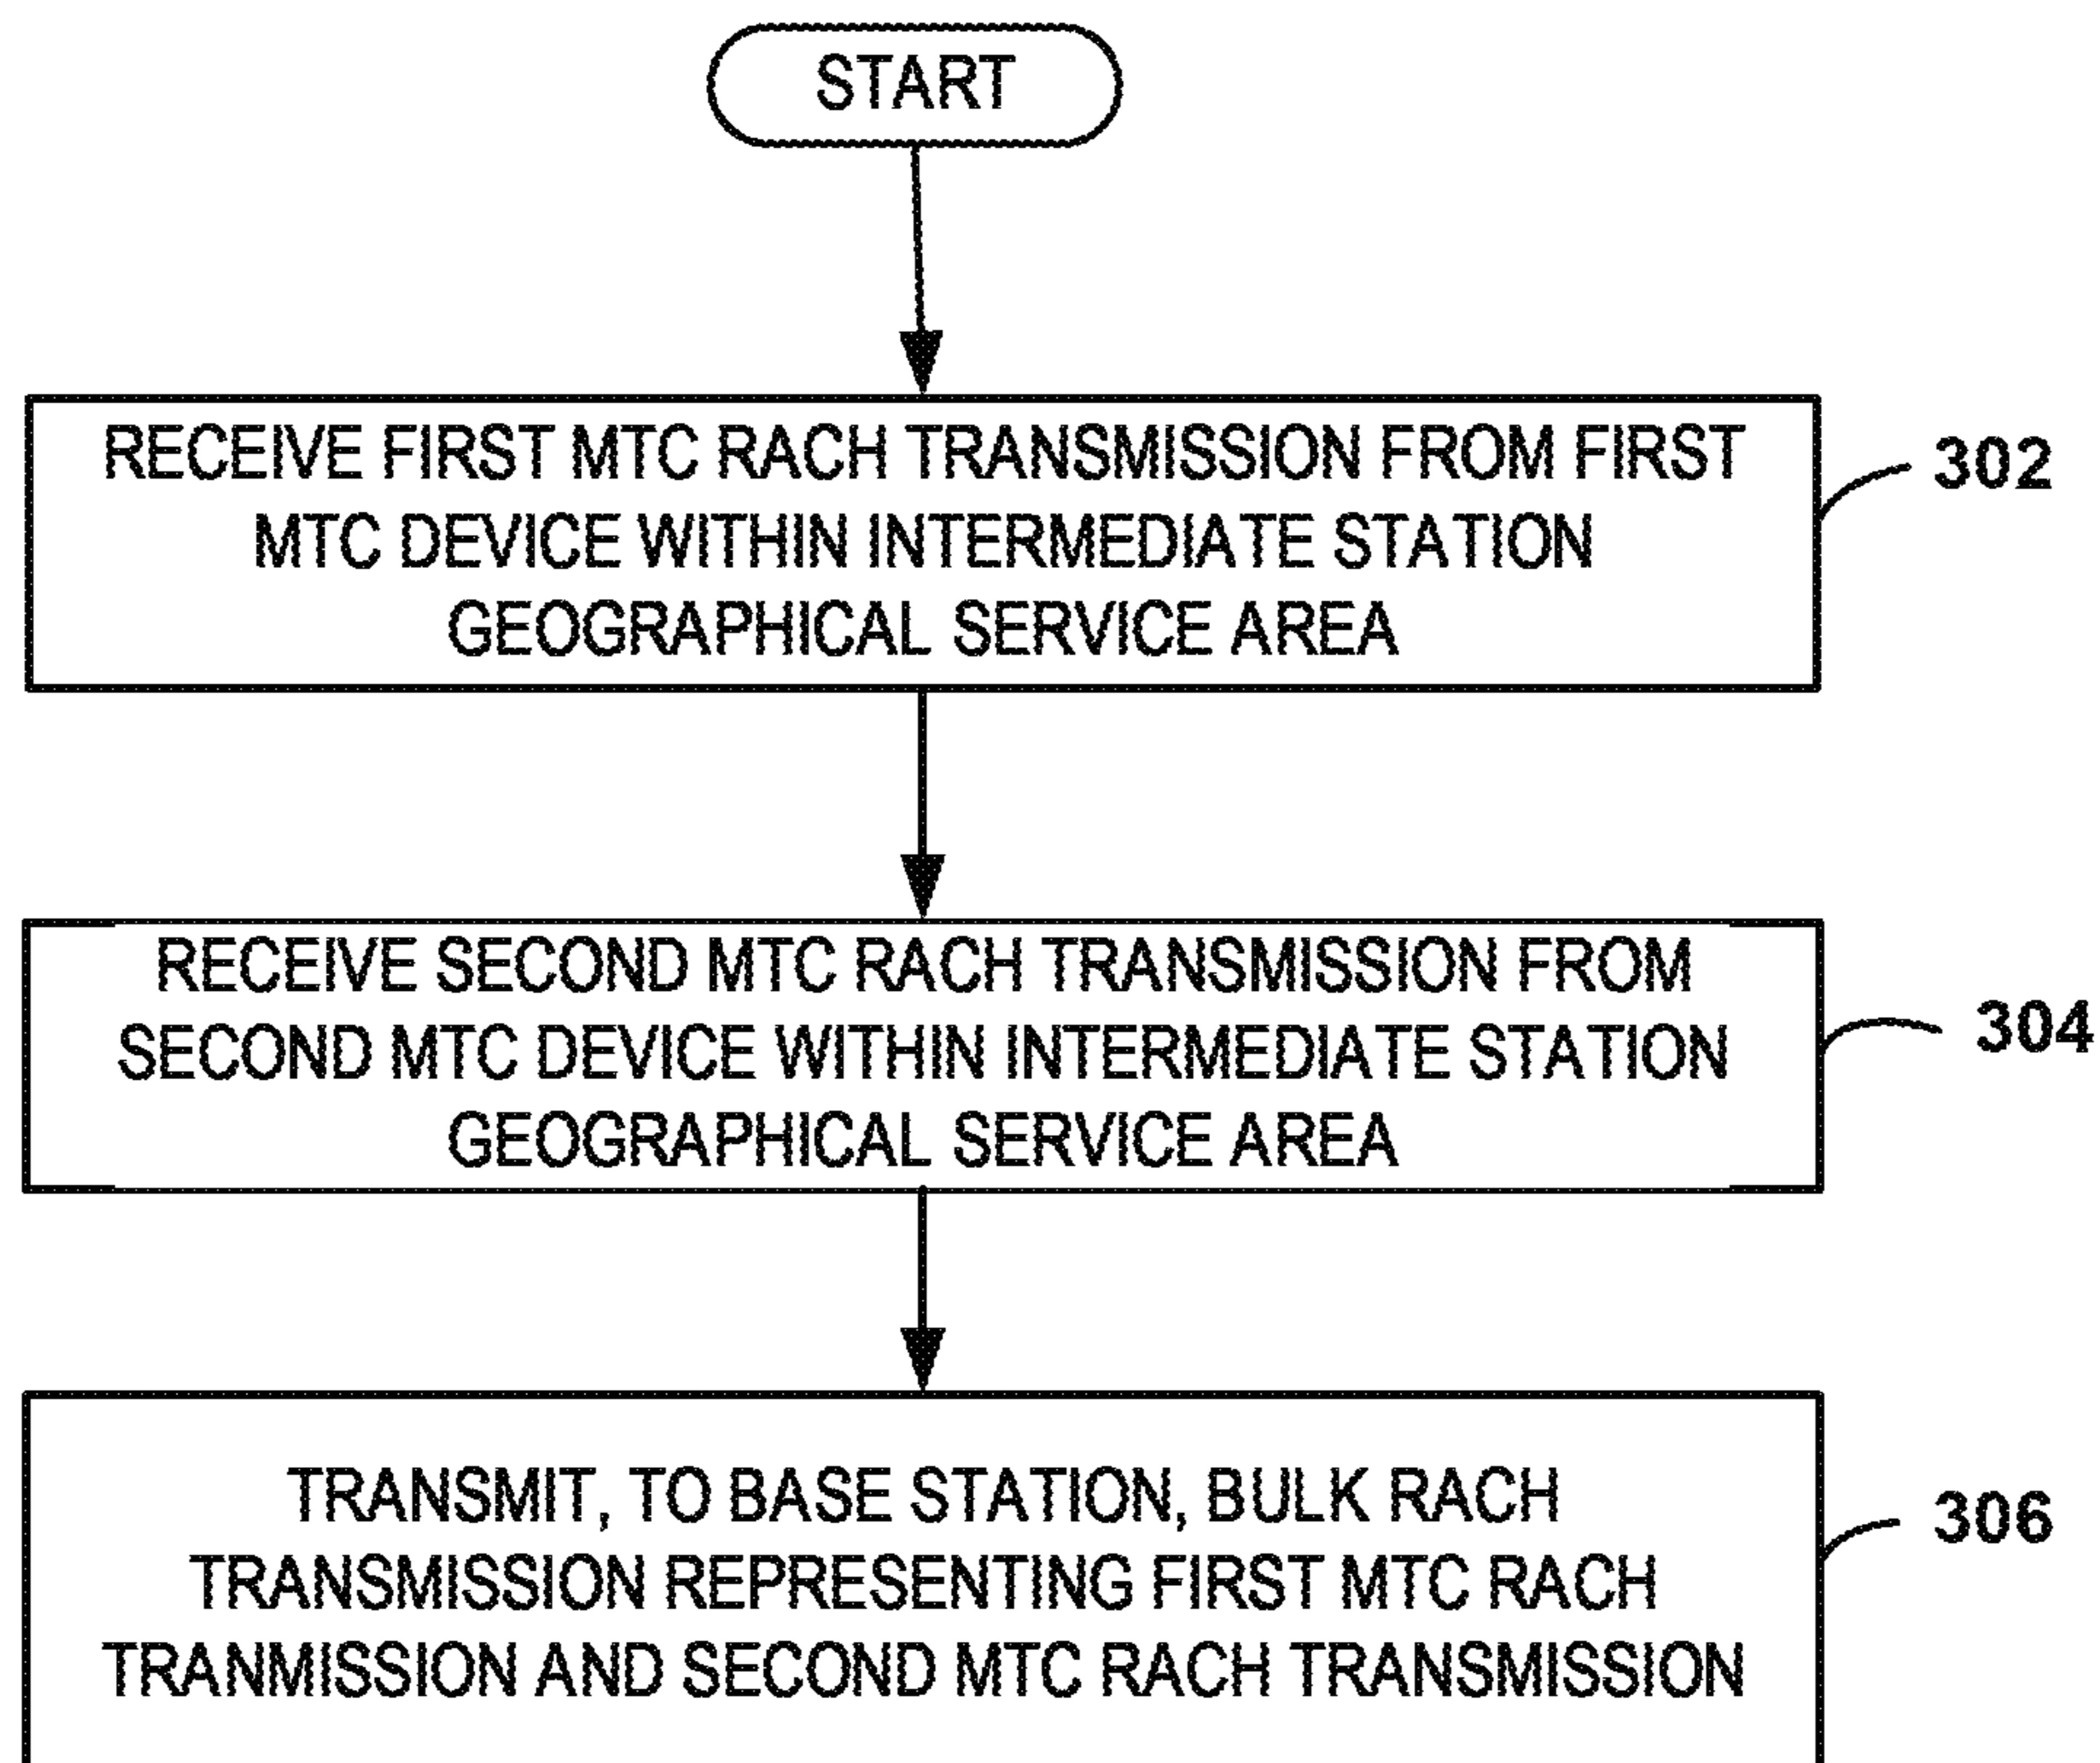 START
RECEIVE FIRST MTC RACH TRANSMISSION FROM FIRST
MTC DEVICE WITHIN INTERMEDIATE STATION
GEOGRAPHICAL SERVICE AREA
302
RECEIVE SECOND MTC RACH TRANSMISSION FROM
SECOND MTC DEVICE WITHIN INTERMEDIATE STATION
GEOGRAPHICAL SERVICE AREA
304
TRANSMIT, TO BASE STATION, BULK RACH
TRANSMISSION REPRESENTING FIRST MTC RACH
TRANMISSION AND SECOND MTC RACH TRANSMISSION
306